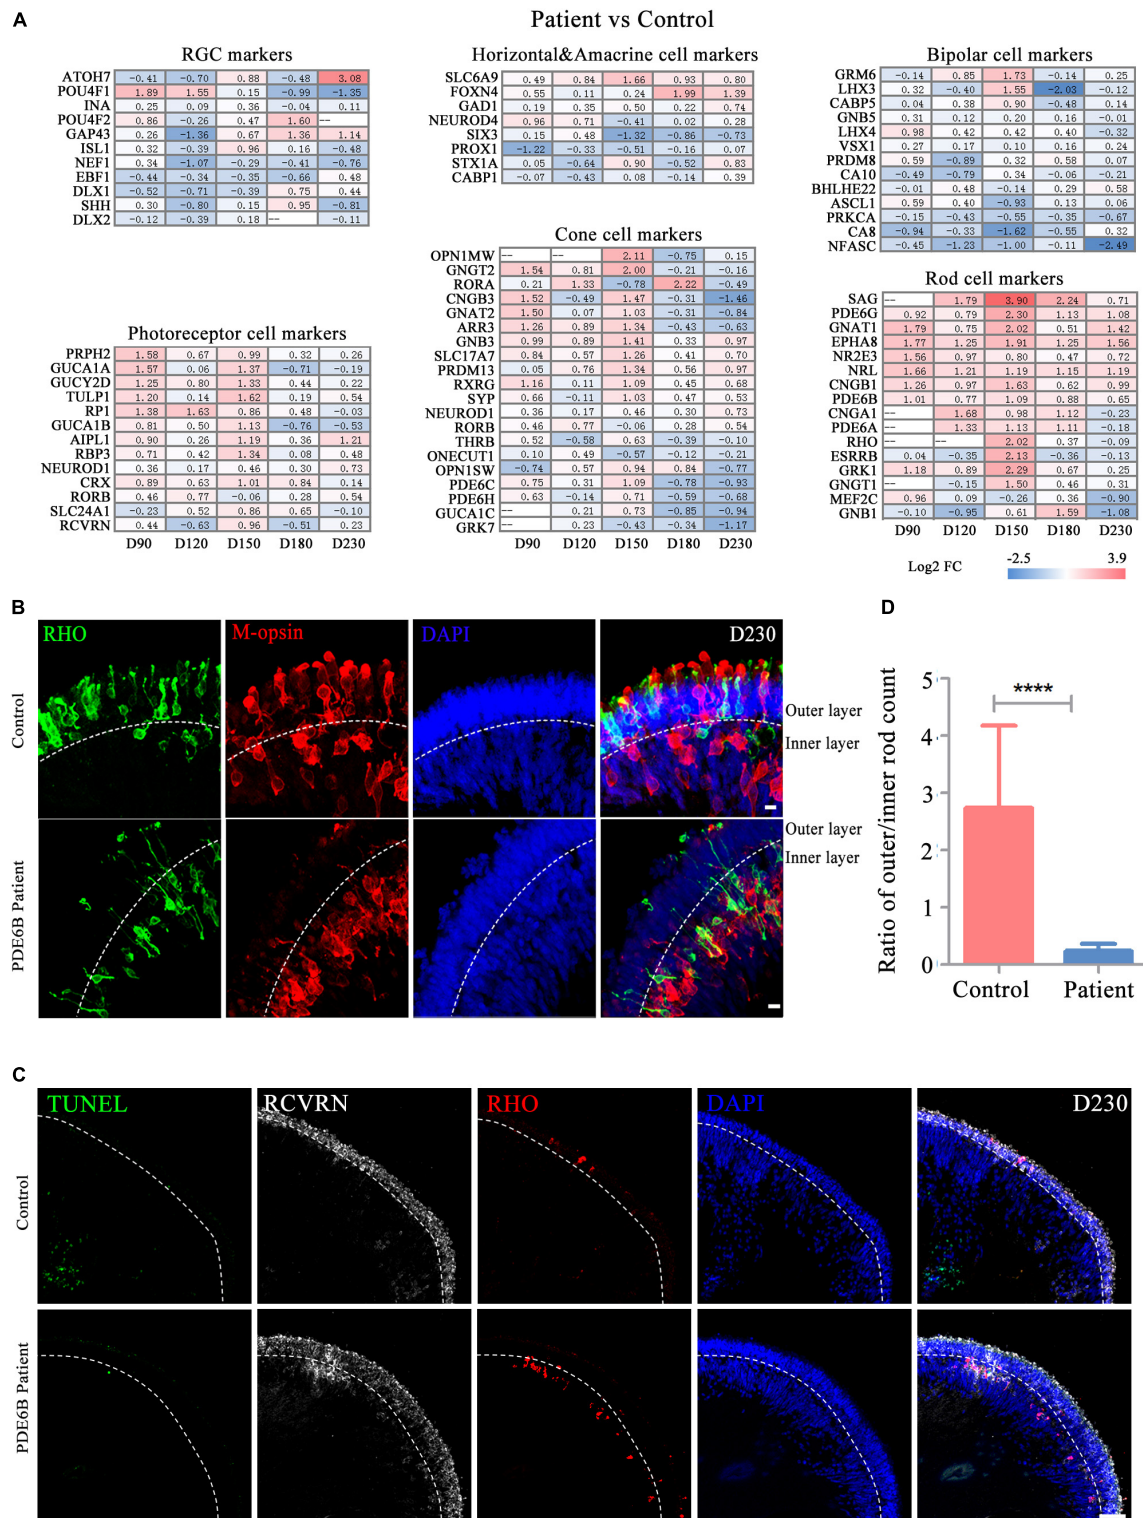 A
Patient vs Control
RGC markers
ATOH7 -0.41 -0.70 0.88 -0.48 3.08
POU4F1 1.89 1.55 0.15 -0.99 -1.35
INA 0.25 0.09 0.36 -0.04 0.11
POU4F2 0.86 -0.26 0.47 1.60 --
GAP43 0.26 -1.36 0.67 1.36 1.14
ISL1 0.32 -0.39 0.96 0.16 -0.48
NEF1 0.34 -1.07 -0.29 -0.41 -0.76
EBF1 -0.44 -0.34 -0.35 -0.66 0.48
DLX1 -0.52 -0.71 -0.39 0.75 0.44
SHH 0.30 -0.80 0.15 0.95 -0.81
DLX2 -0.12 -0.39 0.18 -- -0.11
Photoreceptor cell markers
PRPH2 1.58 0.67 0.99 0.32 0.26
GUCA1A 1.57 0.06 1.37 -0.71 -0.19
GUCY2D 1.25 0.80 1.33 0.44 0.22
TULP1 1.20 0.14 1.62 0.19 0.54
RP1 1.38 1.63 0.86 0.48 -0.03
GUCA1B 0.81 0.50 1.13 -0.76 -0.53
AIPL1 0.90 0.26 1.19 0.36 1.21
RBP3 0.71 0.42 1.34 0.08 0.48
NEUROD1 0.36 0.17 0.46 0.30 0.73
CRX 0.89 0.63 1.01 0.84 0.14
RORB 0.46 0.77 -0.06 0.28 0.54
SLC24A1 -0.23 0.52 0.86 0.65 -0.10
RCVRN 0.44 -0.63 0.96 -0.51 0.23
D90 D120 D150 D180 D230
Horizontal&Amacrine cell markers
SLC6A9 0.49 0.84 1.66 0.93 0.80
FOXN4 0.55 0.11 0.24 1.99 1.39
GAD1 0.19 0.35 0.50 0.22 0.74
NEUROD4 0.96 0.71 -0.41 0.02 0.28
SIX3 0.15 0.48 -1.32 -0.86 -0.73
PROX1 -1.22 -0.33 -0.51 -0.16 0.07
STX1A 0.05 -0.64 0.90 -0.52 0.83
CABP1 -0.07 -0.43 0.08 -0.14 0.39
Cone cell markers
OPN1MW -- -- 2.11 -0.75 0.15
GNGT2 1.54 0.81 2.00 -0.21 -0.16
RORA 0.21 1.33 -0.78 2.22 -0.49
CNGB3 1.52 -0.49 1.47 -0.31 -1.46
GNAT2 1.50 0.07 1.03 -0.31 -0.84
ARR3 1.26 0.89 1.34 -0.43 -0.63
GNB3 0.99 0.89 1.41 0.33 0.97
SLC17A7 0.84 0.57 1.26 0.41 0.70
PRDM13 0.05 0.76 1.34 0.56 0.97
RXRG 1.16 0.11 1.09 0.45 0.68
SYP 0.66 -0.11 1.03 0.47 0.53
NEUROD1 0.36 0.17 0.46 0.30 0.73
RORB 0.46 0.77 -0.06 0.28 0.54
THRB 0.52 -0.58 0.63 -0.39 -0.10
ONECUT1 0.10 0.49 -0.57 -0.12 -0.21
OPN1SW -0.74 0.57 0.94 0.84 -0.77
PDE6C 0.75 0.31 1.09 -0.78 -0.93
PDE6H 0.63 -0.14 0.71 -0.59 -0.68
GUCA1C -- 0.21 0.73 -0.85 -0.94
GRK7 -- 0.23 -0.43 -0.34 -1.17
D90 D120 D150 D180 D230
Bipolar cell markers
GRM6 -0.14 0.85 1.73 -0.14 0.25
LHX3 0.32 -0.40 1.55 -2.03 -0.12
CABP5 0.04 0.38 0.90 -0.48 0.14
GNB5 0.31 0.12 0.20 0.16 -0.01
LHX4 0.98 0.42 0.42 0.40 -0.32
VSX1 0.27 0.17 0.10 0.16 0.24
PRDM8 0.59 -0.89 0.32 0.58 0.07
CA10 -0.49 -0.79 0.34 -0.06 -0.21
BHLHE22 -0.01 0.48 -0.14 0.29 0.58
ASCL1 0.59 0.40 -0.93 0.13 0.06
PRKCA -0.15 -0.43 -0.55 -0.35 -0.67
CA8 -0.94 -0.33 -1.62 -0.55 0.32
NFASC -0.45 -1.23 -1.00 -0.11 -2.49
Rod cell markers
SAG -- 1.79 3.90 2.24 0.71
PDE6G 0.92 0.79 2.30 1.13 1.08
GNAT1 1.79 0.75 2.02 0.51 1.42
EPHA8 1.77 1.25 1.91 1.25 1.56
NR2E3 1.56 0.97 0.80 0.47 0.72
NRL 1.66 1.21 1.19 1.15 1.19
CNGB1 1.26 0.97 1.63 0.62 0.99
PDE6B 1.01 0.77 1.09 0.88 0.65
CNGA1 -- 1.68 0.98 1.12 -0.23
PDE6A -- 1.33 1.13 1.11 -0.18
RHO -- -- 2.02 0.37 -0.09
ESRRB 0.04 -0.35 2.13 -0.36 -0.13
GRK1 1.18 0.89 2.29 0.67 0.25
GNGT1 -- -0.15 1.50 0.46 0.31
MEF2C 0.96 0.09 -0.26 0.36 -0.90
GNB1 -0.10 -0.95 0.61 1.59 -1.08
D90 D120 D150 D180 D230
Log2 FC -2.5 3.9
B
RHO M-opsin DAPI D230
Control
Outer layer
Inner layer
PDE6B Patient
Outer layer
Inner layer
D
Ratio of outer/inner rod count
5
4
3
2
1
0
****
Control Patient
C
TUNEL RCVRN RHO DAPI D230
Control
PDE6B Patient